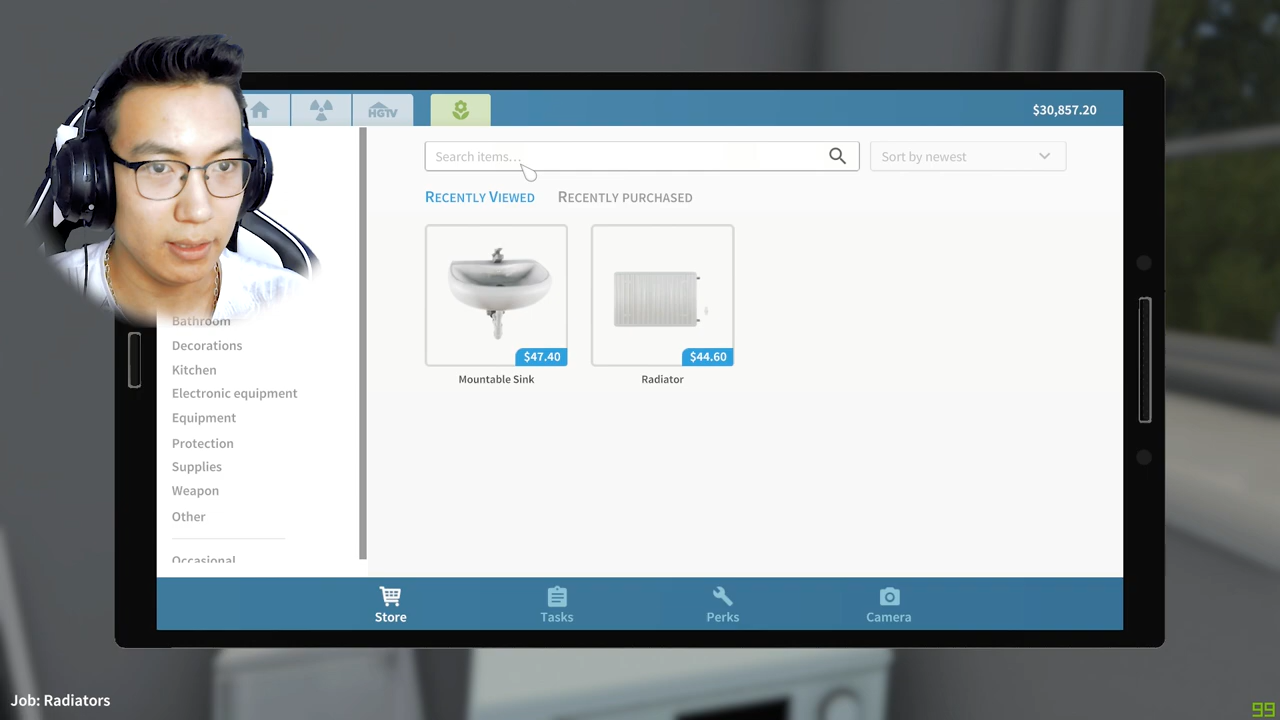 HGTV
$30,857.20
Search items...
Sort by newest
RECENTLY VIEWED
RECENTLY PURCHASED
$47.40
$44.60
Mountable Sink
Radiator
Bathroom
Decorations
Kitchen
Electronic equipment
Equipment
Protection
Supplies
Weapon
Other
Occasional
Store
Tasks
Perks
Camera
Job: Radiators
99